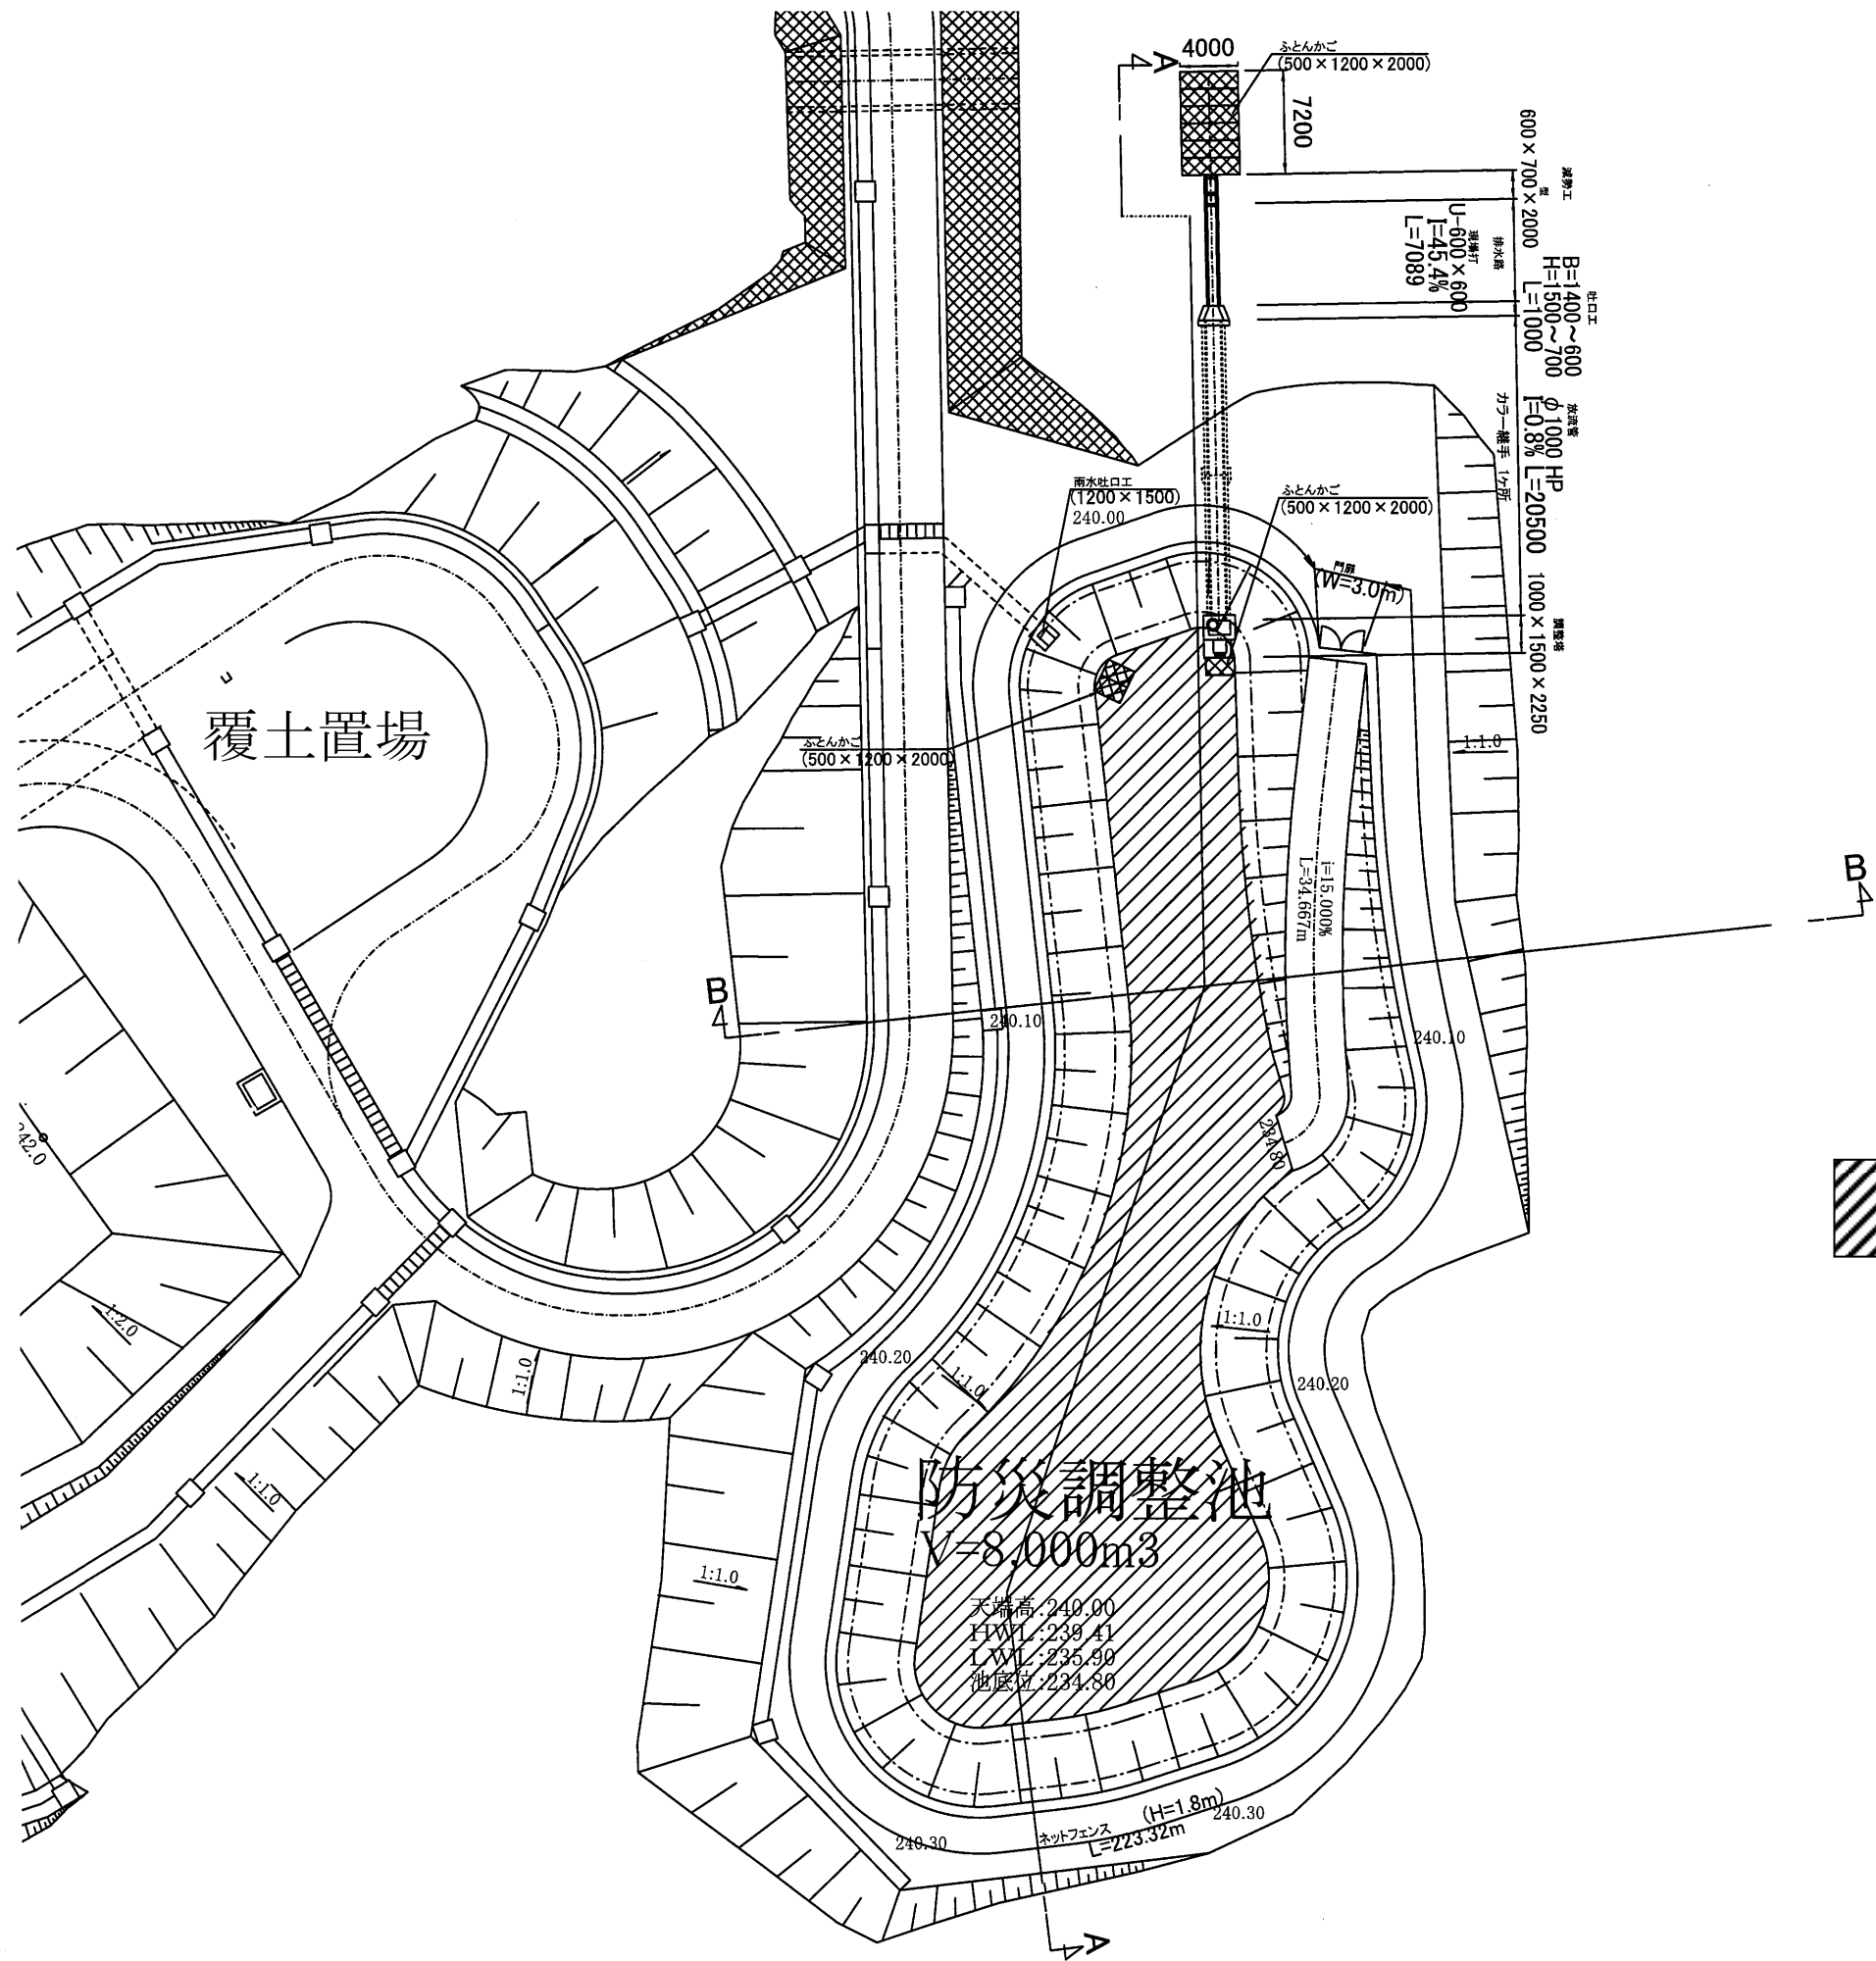 A
4000
ふとんかご
(500×1200×2000)
7200
減勢工
型
600×700×2000
排水路
現場打
U-600×600
I=45.4%
L=7089
吐口工
B=1400~600
H=1500~700
L=1000
放流管
φ1000 HP
I=0.8% L=20500
カラー継手 1ヶ所
調整塔
1000×1500×2250
雨水吐口工
(1200×1500)
240.00
ふとんかご
(500×1200×2000)
門扉
(W=3.0m)
覆土置場
ふとんかご
(500×1200×2000)
1:1.0
i=15.000%
L=34.667m
B
B
240.10
240.10
234.80
242.0
1:2.0
1:1.0
240.20
1:1.0
1:1.0
240.20
1:1.0
防災調整池
V=8,000m3
1:1.0
天端高:240.00
HWL:239.41
LWL:235.90
池底位:234.80
240.30
ネットフェンス
(H=1.8m)
L=223.32m
240.30
A